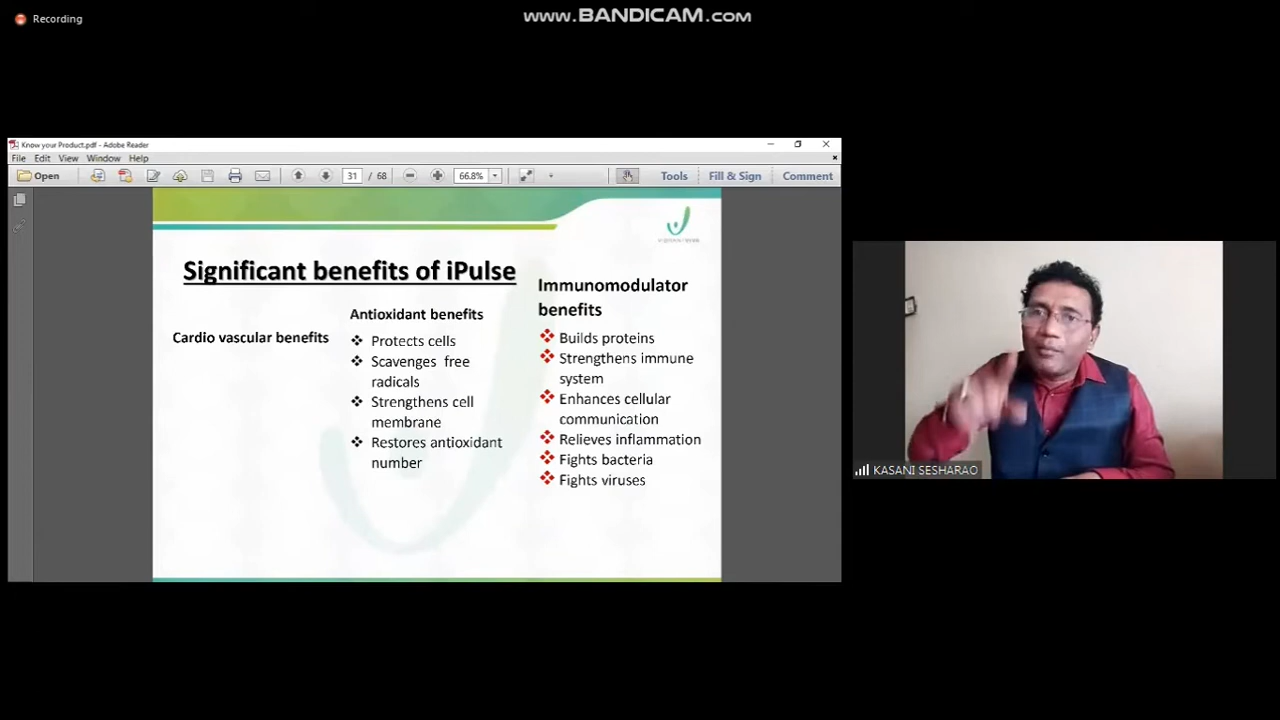 Recording
www.BANDICAM.com
Know your Product.pdf - Adobe Reader
File Edit View Window Help
Open 31 / 68 66.8% Tools Fill & Sign Comment
Significant benefits of iPulse
Cardio vascular benefits
Antioxidant benefits
Protects cells
Scavenges free
radicals
Strengthens cell
membrane
Restores antioxidant
number
Immunomodulator
benefits
Builds proteins
Strengthens immune
system
Enhances cellular
communication
Relieves inflammation
Fights bacteria
Fights viruses
KASANI SESHARAO